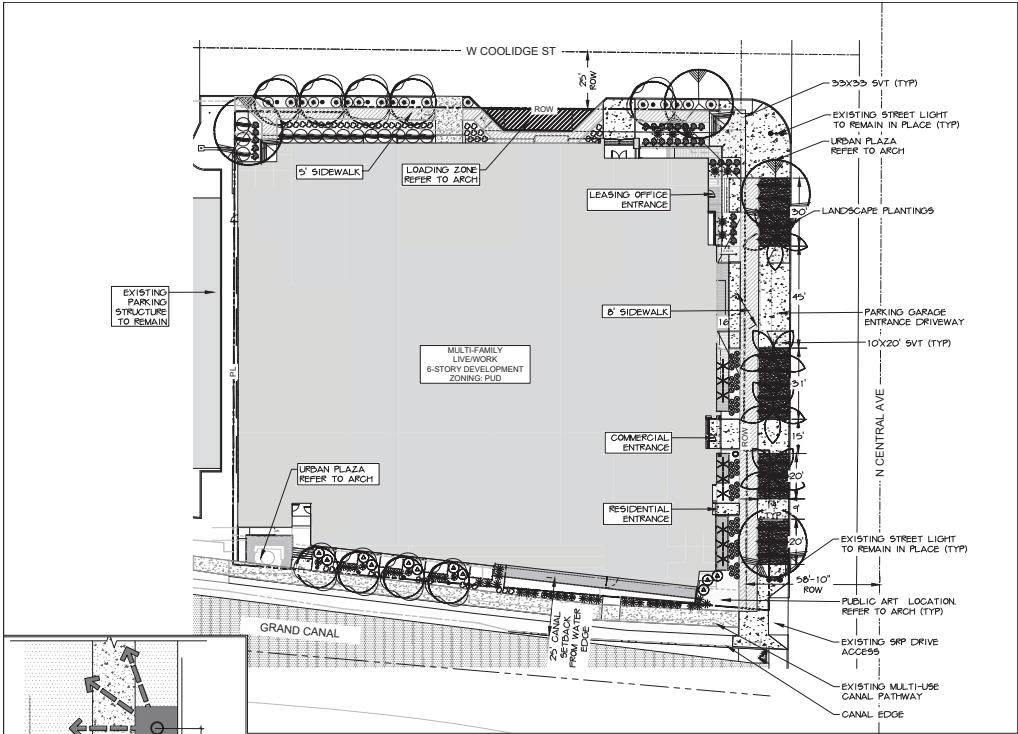 W COOLIDGE ST
25'
ROW
ROW
33X33 SVT (TYP)
EXISTING STREET LIGHT
TO REMAIN IN PLACE (TYP)
URBAN PLAZA
REFER TO ARCH
5' SIDEWALK
LOADING ZONE
REFER TO ARCH
LEASING OFFICE
ENTRANCE
30'
LANDSCAPE PLANTINGS
EXISTING
PARKING
STRUCTURE
TO REMAIN
8' SIDEWALK
45'
16
PARKING GARAGE
ENTRANCE DRIVEWAY
10X20' SVT (TYP)
MULTI-FAMILY
LIVE/WORK
6-STORY DEVELOPMENT
ZONING: PUD
PL
31'
N CENTRAL AVE
COMMERCIAL
ENTRANCE
ROW
15'
URBAN PLAZA
REFER TO ARCH
20'
RESIDENTIAL
ENTRANCE
9'
TYP
20'
EXISTING STREET LIGHT
TO REMAIN IN PLACE (TYP)
58'-10"
ROW
PUBLIC ART LOCATION.
REFER TO ARCH (TYP)
GRAND CANAL
25' CANAL
SETBACK
FROM WATER
EDGE
EXISTING SRP DRIVE
ACCESS
EXISTING MULTI-USE
CANAL PATHWAY
CANAL EDGE